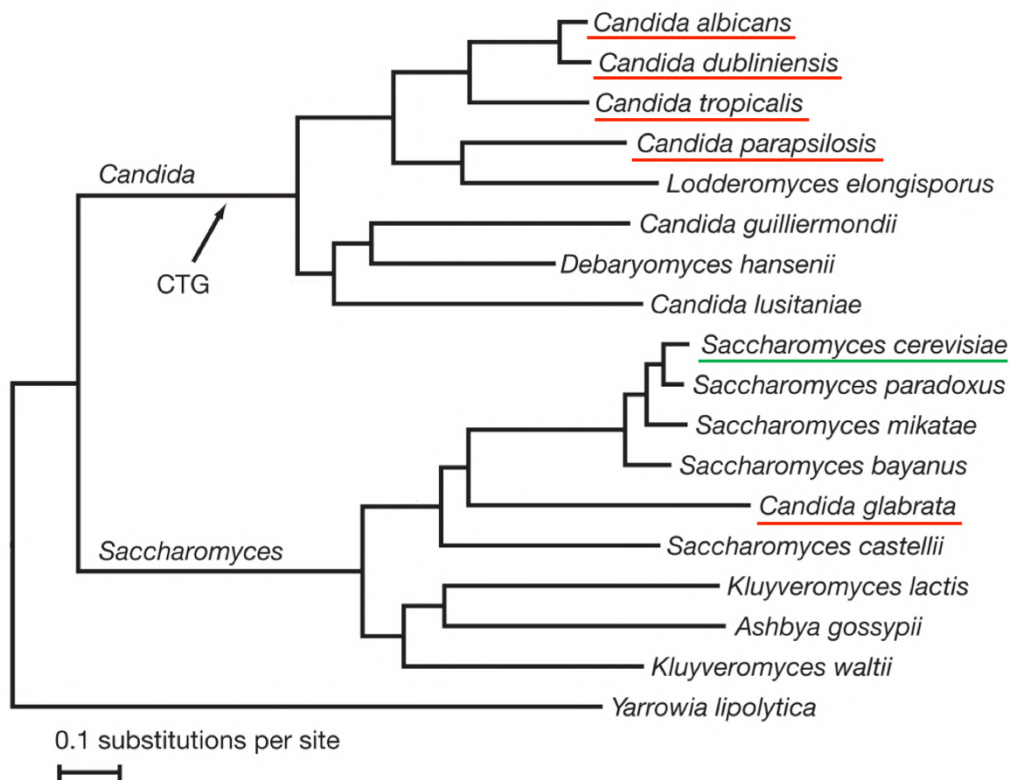 Candida albicans
Candida dubliniensis
Candida tropicalis
Candida parapsilosis
Candida
Lodderomyces elongisporus
Candida guilliermondii
Debaryomyces hansenii
CTG
Candida lusitaniae
Saccharomyces cerevisiae
Saccharomyces paradoxus
Saccharomyces mikatae
Saccharomyces bayanus
Candida glabrata
Saccharomyces castellii
Saccharomyces
Kluyveromyces lactis
Ashbya gossypii
Kluyveromyces waltii
Yarrowia lipolytica
0.1 substitutions per site